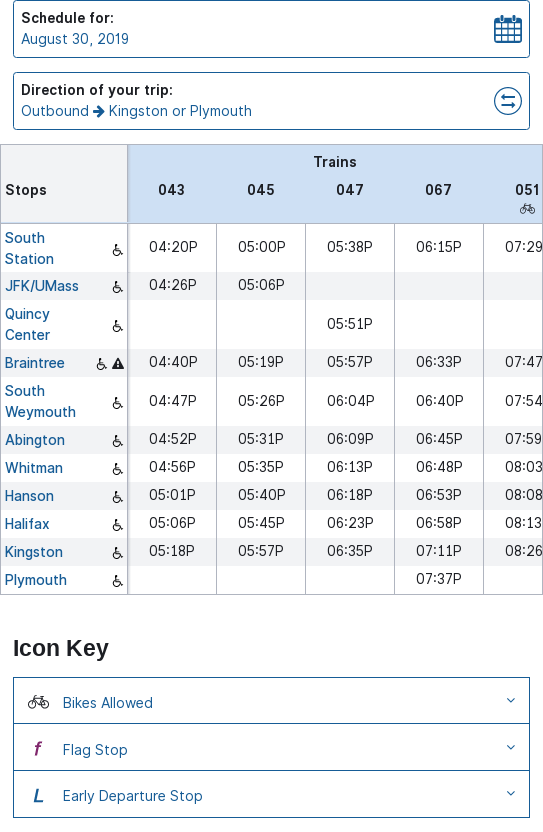 Schedule for:
August 30, 2019
Direction of your trip:
Outbound Kingston or Plymouth
Trains
Stops 043 045 047 067 051
South Station 04:20P 05:00P 05:38P 06:15P 07:29
JFK/UMass 04:26P 05:06P
Quincy Center 05:51P
Braintree 04:40P 05:19P 05:57P 06:33P 07:47
South Weymouth 04:47P 05:26P 06:04P 06:40P 07:54
Abington 04:52P 05:31P 06:09P 06:45P 07:59
Whitman 04:56P 05:35P 06:13P 06:48P 08:03
Hanson 05:01P 05:40P 06:18P 06:53P 08:08
Halifax 05:06P 05:45P 06:23P 06:58P 08:13
Kingston 05:18P 05:57P 06:35P 07:11P 08:26
Plymouth 07:37P
Icon Key
Bikes Allowed
f Flag Stop
L Early Departure Stop